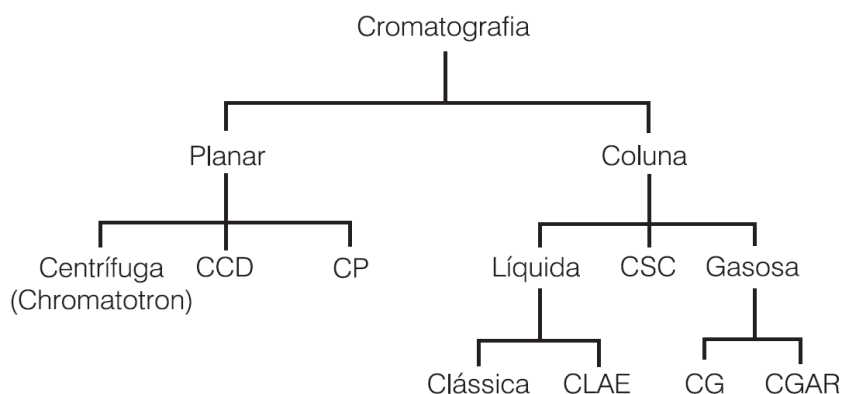 Cromatografia
Planar
Coluna
Centrífuga
(Chromatotron)
CCD
CP
Líquida
CSC
Gasosa
Clássica
CLAE
CG
CGAR